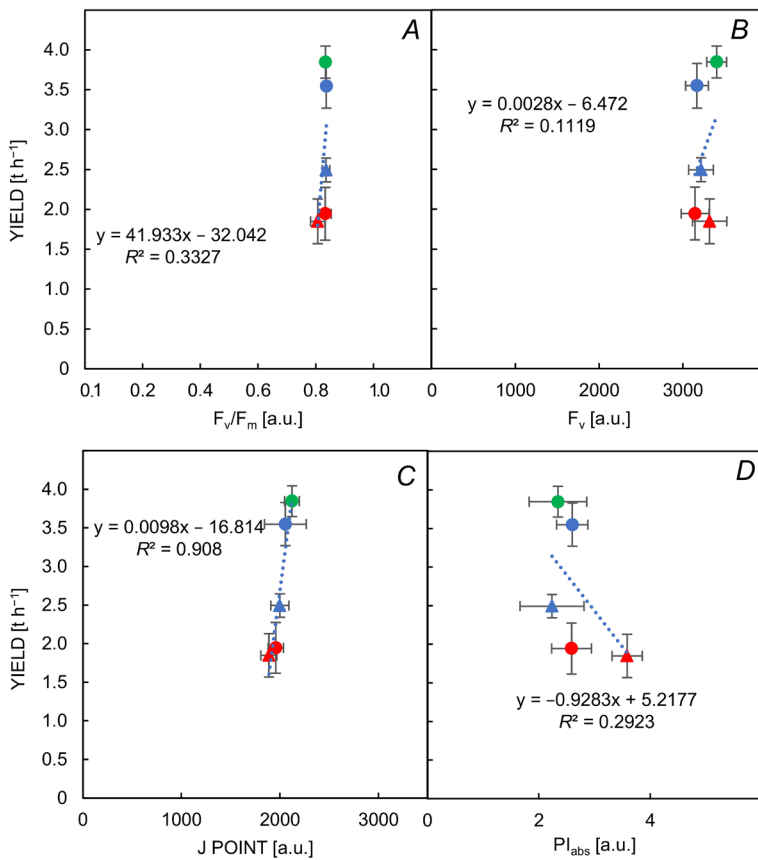 A
B
4.0
3.5
3.0
2.5
2.0
1.5
1.0
0.5
0
YIELD [t h⁻¹]
y = 41.933x − 32.042
R² = 0.3327
y = 0.0028x − 6.472
R² = 0.1119
0.1 0.2 0.4 0.6 0.8 1.0
0 1000 2000 3000
Fᵥ/Fₘ [a.u.]
Fᵥ [a.u.]
C
D
4.0
3.5
3.0
2.5
2.0
1.5
1.0
0.5
0
YIELD [t h⁻¹]
y = 0.0098x − 16.814
R² = 0.908
y = −0.9283x + 5.2177
R² = 0.2923
0 1000 2000 3000
0 2 4
J POINT [a.u.]
PI_abs [a.u.]